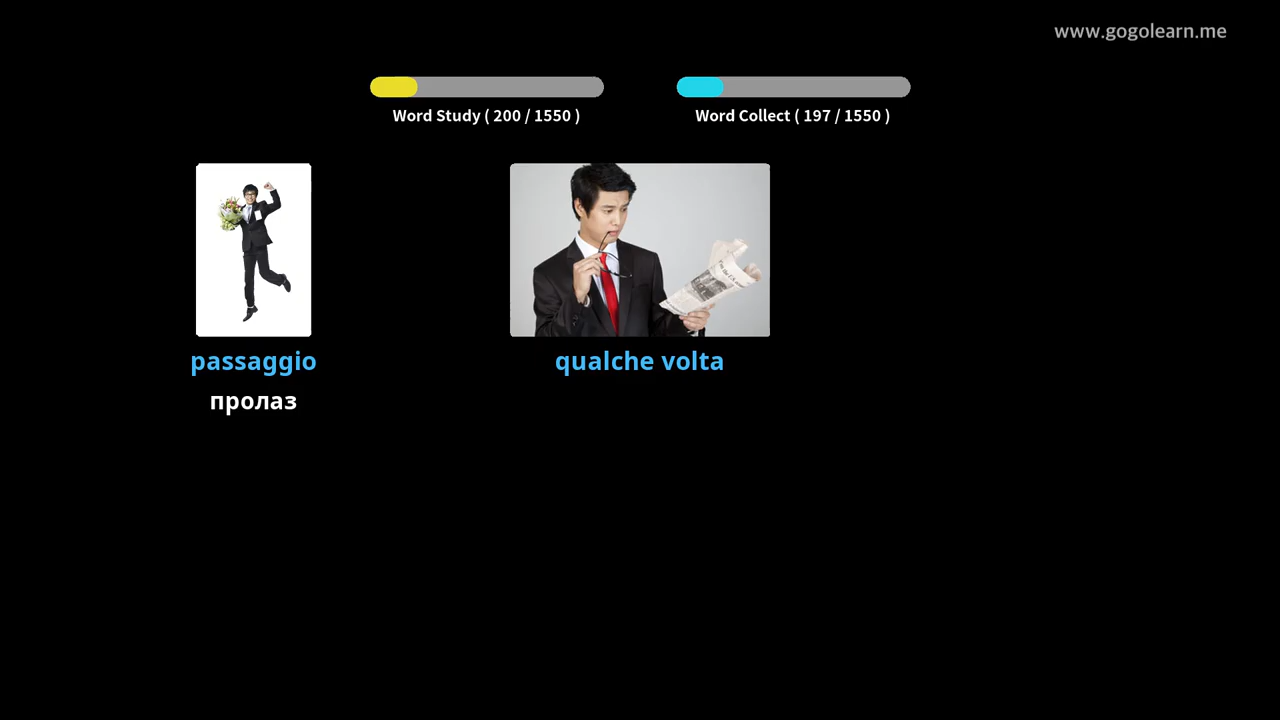 www.gogolearn.me
Word Study ( 200 / 1550 )
Word Collect ( 197 / 1550 )
passaggio
qualche volta
пролаз